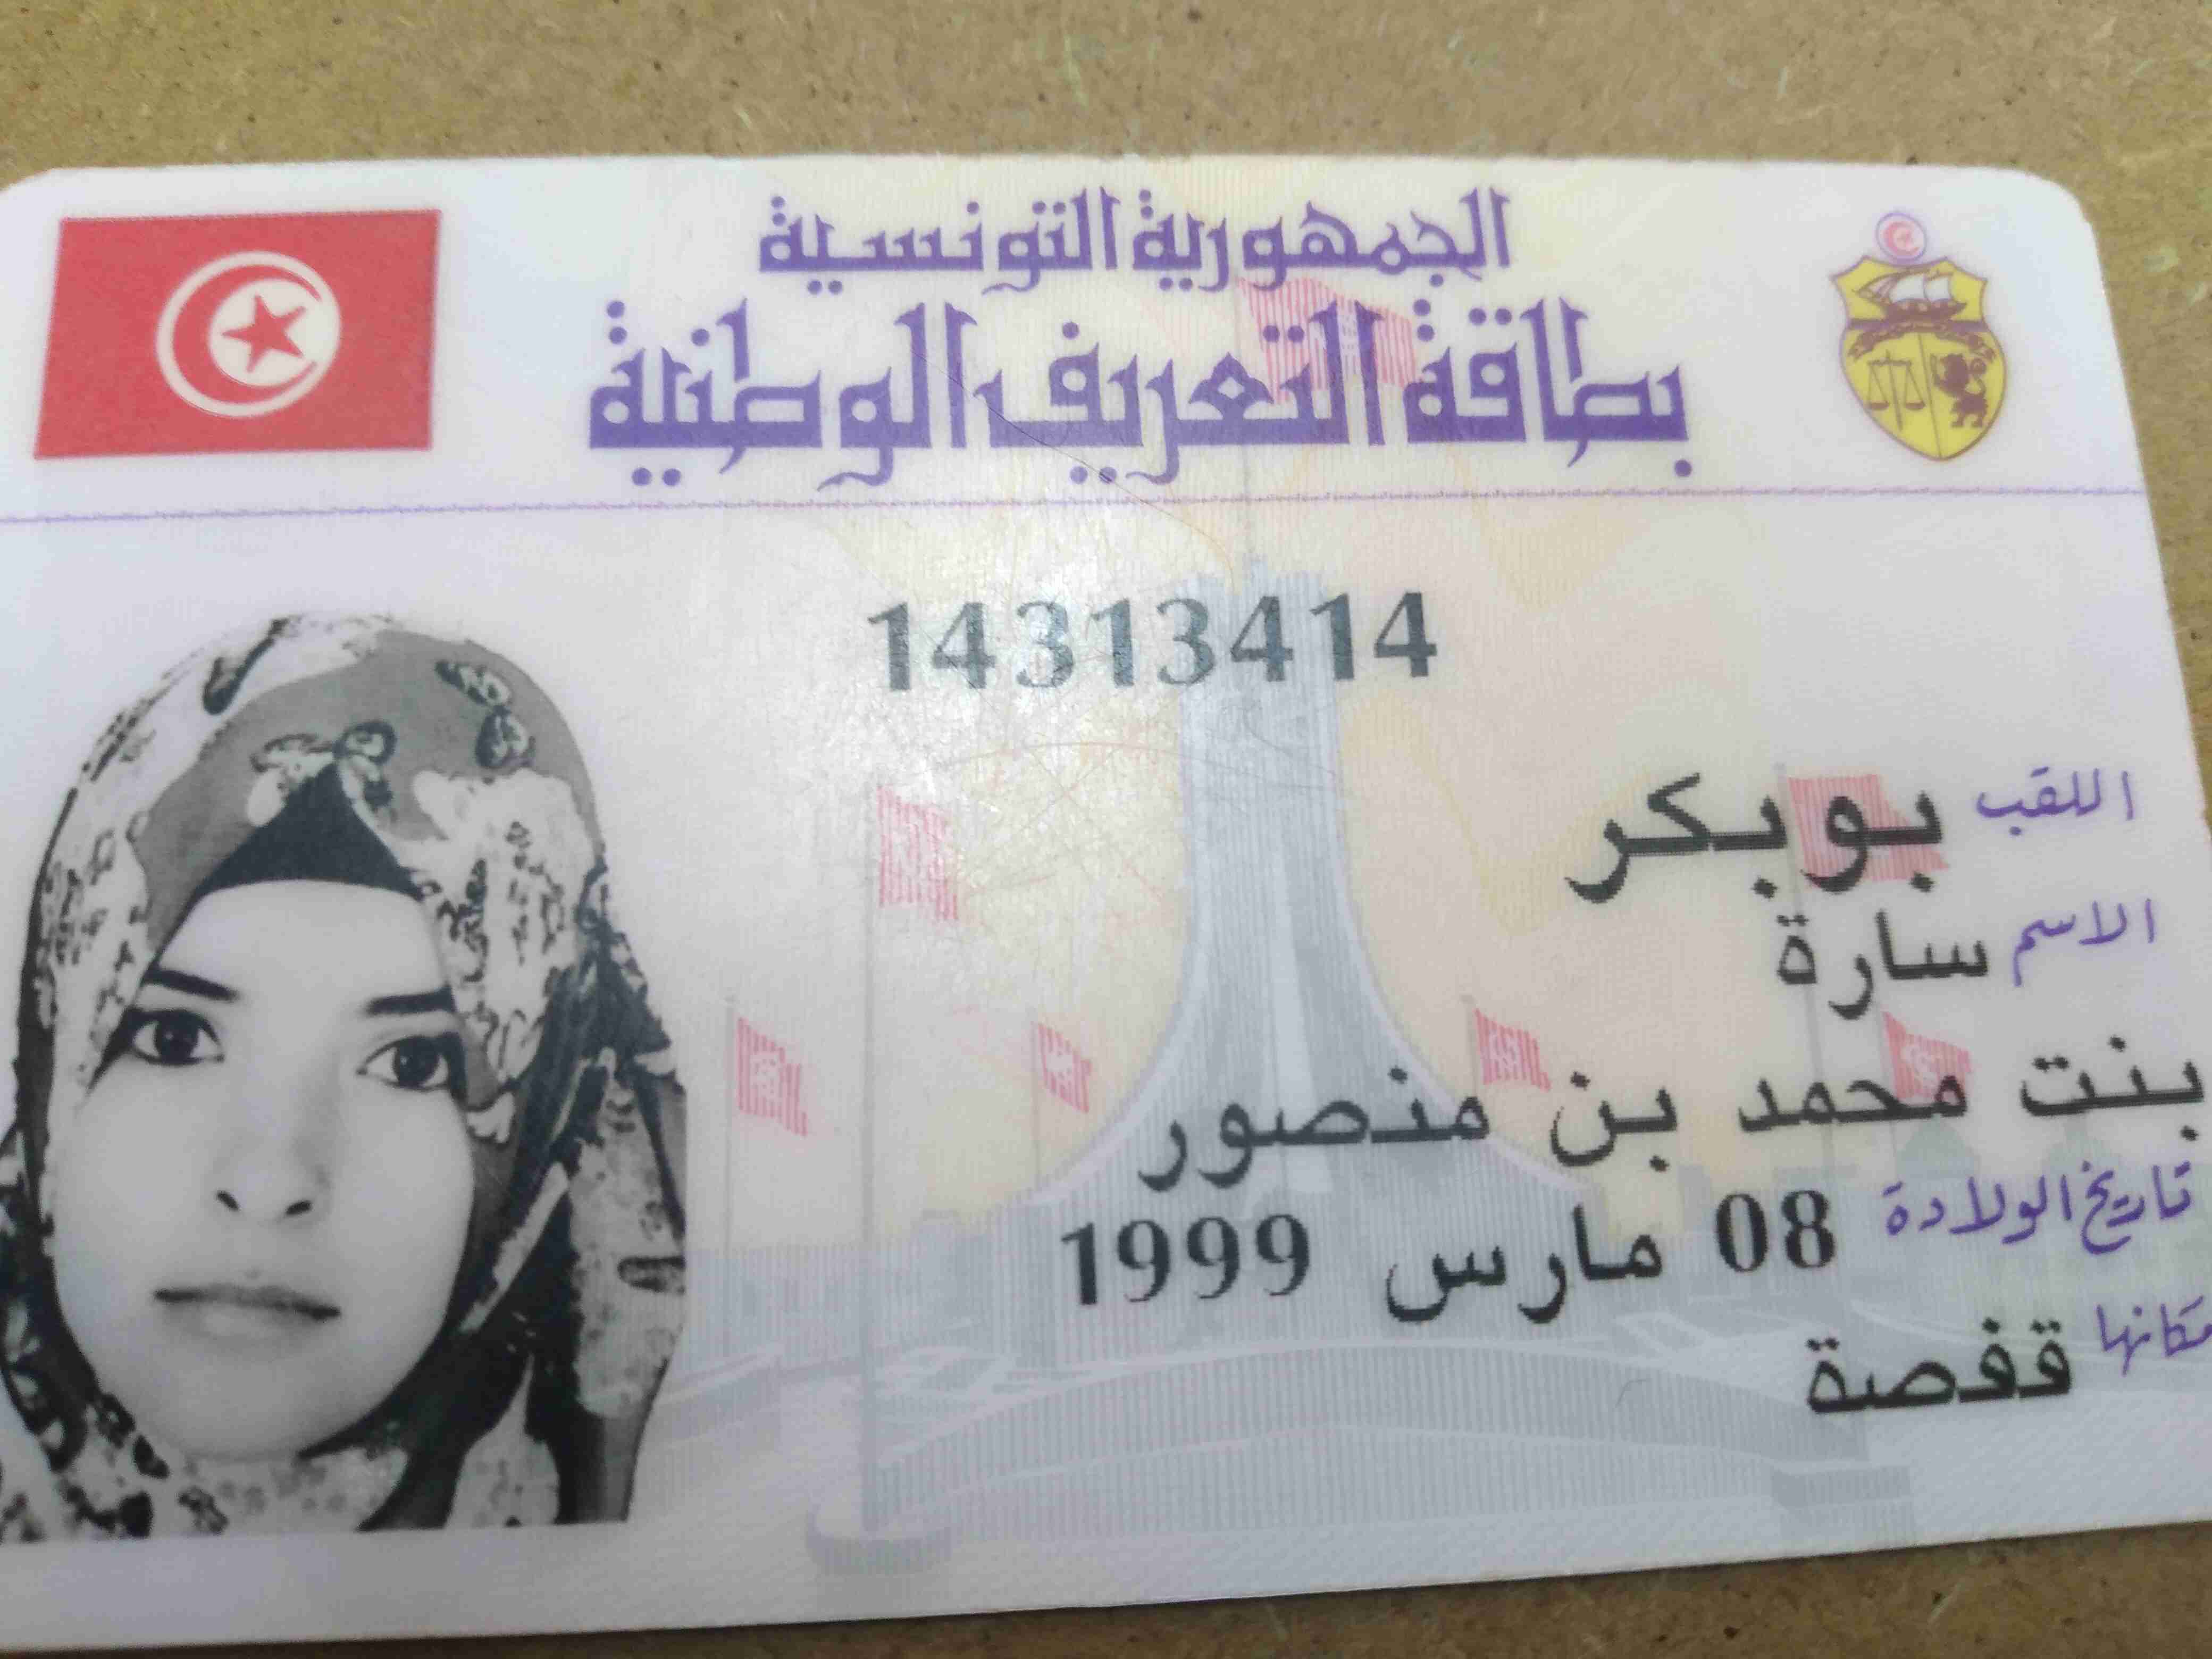 الجمهورية التونسية
بطاقة التعريف الوطنية
14313414
اللقب بوبكر
الاسم سارة
بنت محمد بن منصور
تاريخ الولادة 08 مارس 1999
مكانها قفصة